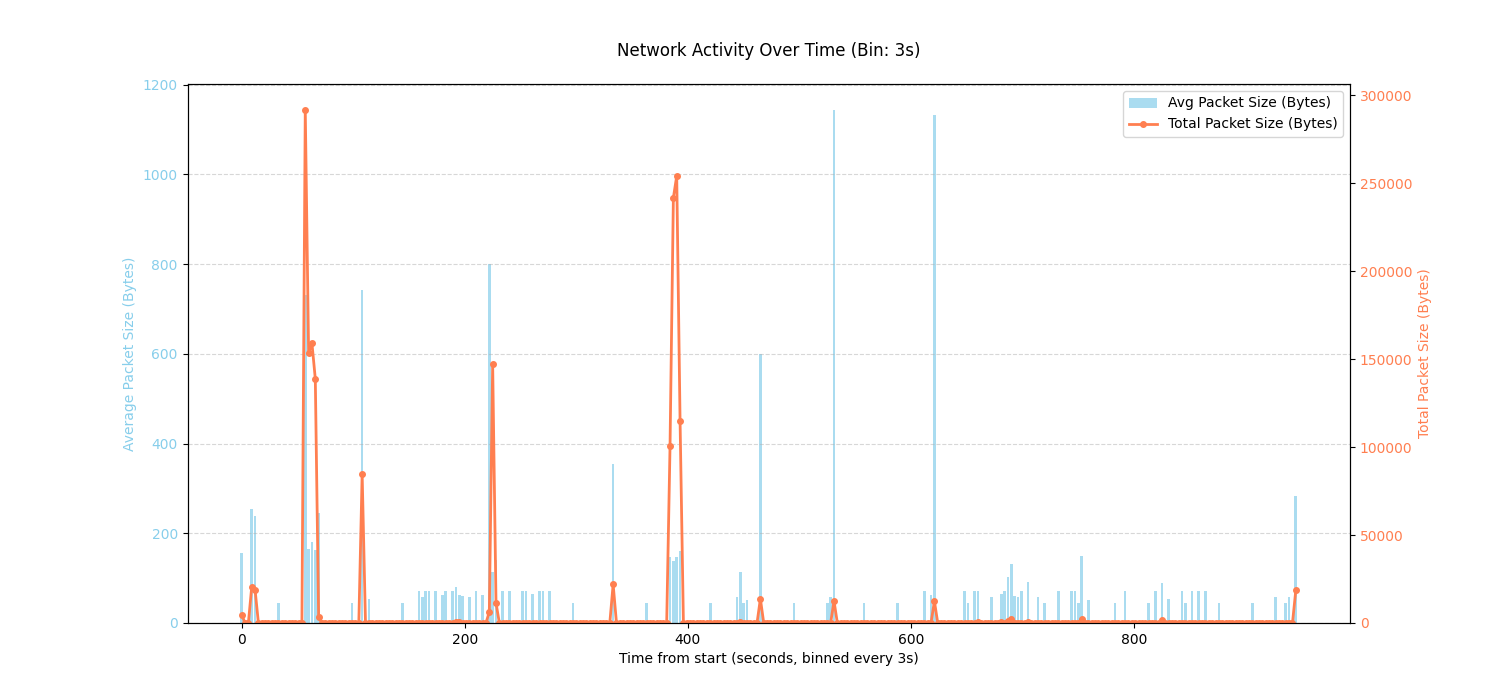 Network Activity Over Time (Bin: 3s)
Avg Packet Size (Bytes)
Total Packet Size (Bytes)
Average Packet Size (Bytes)
1200
1000
800
600
400
200
0
300000
250000
200000
150000
100000
50000
0
Total Packet Size (Bytes)
0 200 400 600 800
Time from start (seconds, binned every 3s)